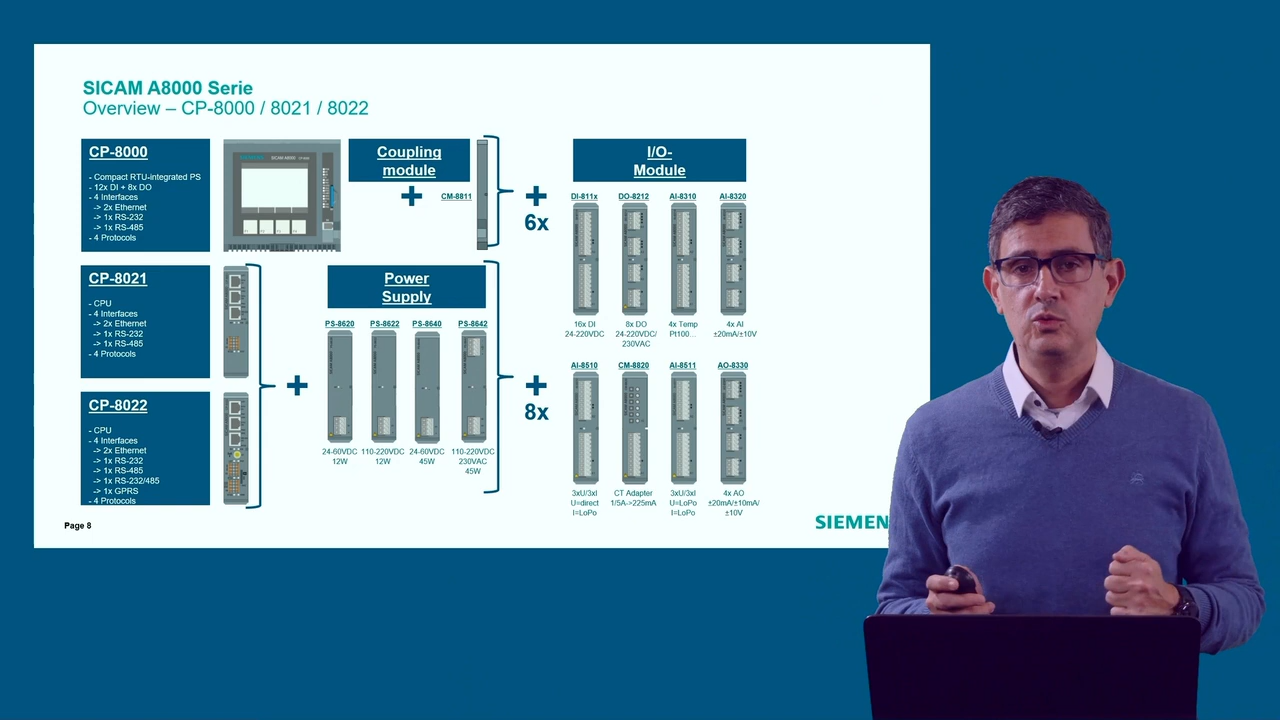 SICAM A8000 Serie
Overview – CP-8000 / 8021 / 8022
CP-8000
- Compact RTU-integrated PS
- 12x DI + 8x DO
- 4 Interfaces
-> 2x Ethernet
-> 1x RS-232
-> 1x RS-485
- 4 Protocols
SICAM A8000
Coupling
module
+
CM-8811
+
6x
I/O-
Module
DI-811x
DO-8212
AI-8310
AI-8320
16x DI
24-220VDC
8x DO
24-220VDC/
230VAC
4x Temp
Pt100...
4x AI
±20mA/±10V
CP-8021
- CPU
- 4 Interfaces
-> 2x Ethernet
-> 1x RS-232
-> 1x RS-485
- 4 Protocols
CP-8022
- CPU
- 4 Interfaces
-> 2x Ethernet
-> 1x RS-232
-> 1x RS-485
-> 1x RS-232/485
-> 1x GPRS
- 4 Protocols
+
Power
Supply
PS-8620
PS-8622
PS-8640
PS-8642
24-60VDC
12W
110-220VDC
12W
24-60VDC
45W
110-220VDC
230VAC
45W
+
8x
AI-8510
CM-8820
AI-8511
AO-8330
3xU/3xI
U=direct
I=LoPo
CT Adapter
1/5A->225mA
3xU/3xI
U=LoPo
I=LoPo
4x AO
±20mA/±10mA/
±10V
Page 8
SIEMEN